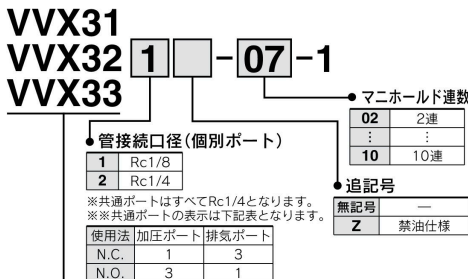 VVX31
VVX32 1 - 07 - 1
VVX33
マニホールド連数
02 2連
⋮ ⋮
10 10連
管接続口径(個別ポート)
1 Rc1/8
2 Rc1/4
※共通ポートはすべてRc1/4となります。
※※共通ポートの表示は下記表となります。
使用法 加圧ポート 排気ポート
N.C. 1 3
N.O. 3 1
追記号
無記号 —
Z 禁油仕様